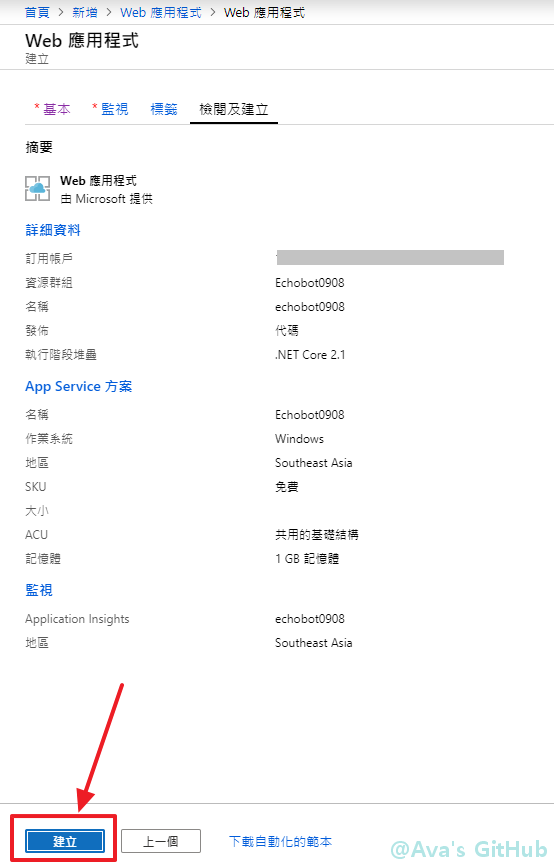 首頁 > 新增 > Web 應用程式 > Web 應用程式
Web 應用程式
建立
* 基本 * 監視 標籤 檢閱及建立
摘要
Web 應用程式
由 Microsoft 提供
詳細資料
訂用帳戶
資源群組 Echobot0908
名稱 echobot0908
發佈 代碼
執行階段堆疊 .NET Core 2.1
App Service 方案
名稱 Echobot0908
作業系統 Windows
地區 Southeast Asia
SKU 免費
大小
ACU 共用的基礎結構
記憶體 1 GB 記憶體
監視
Application Insights echobot0908
地區 Southeast Asia
建立 上一個 下載自動化的範本
@Ava's GitHub